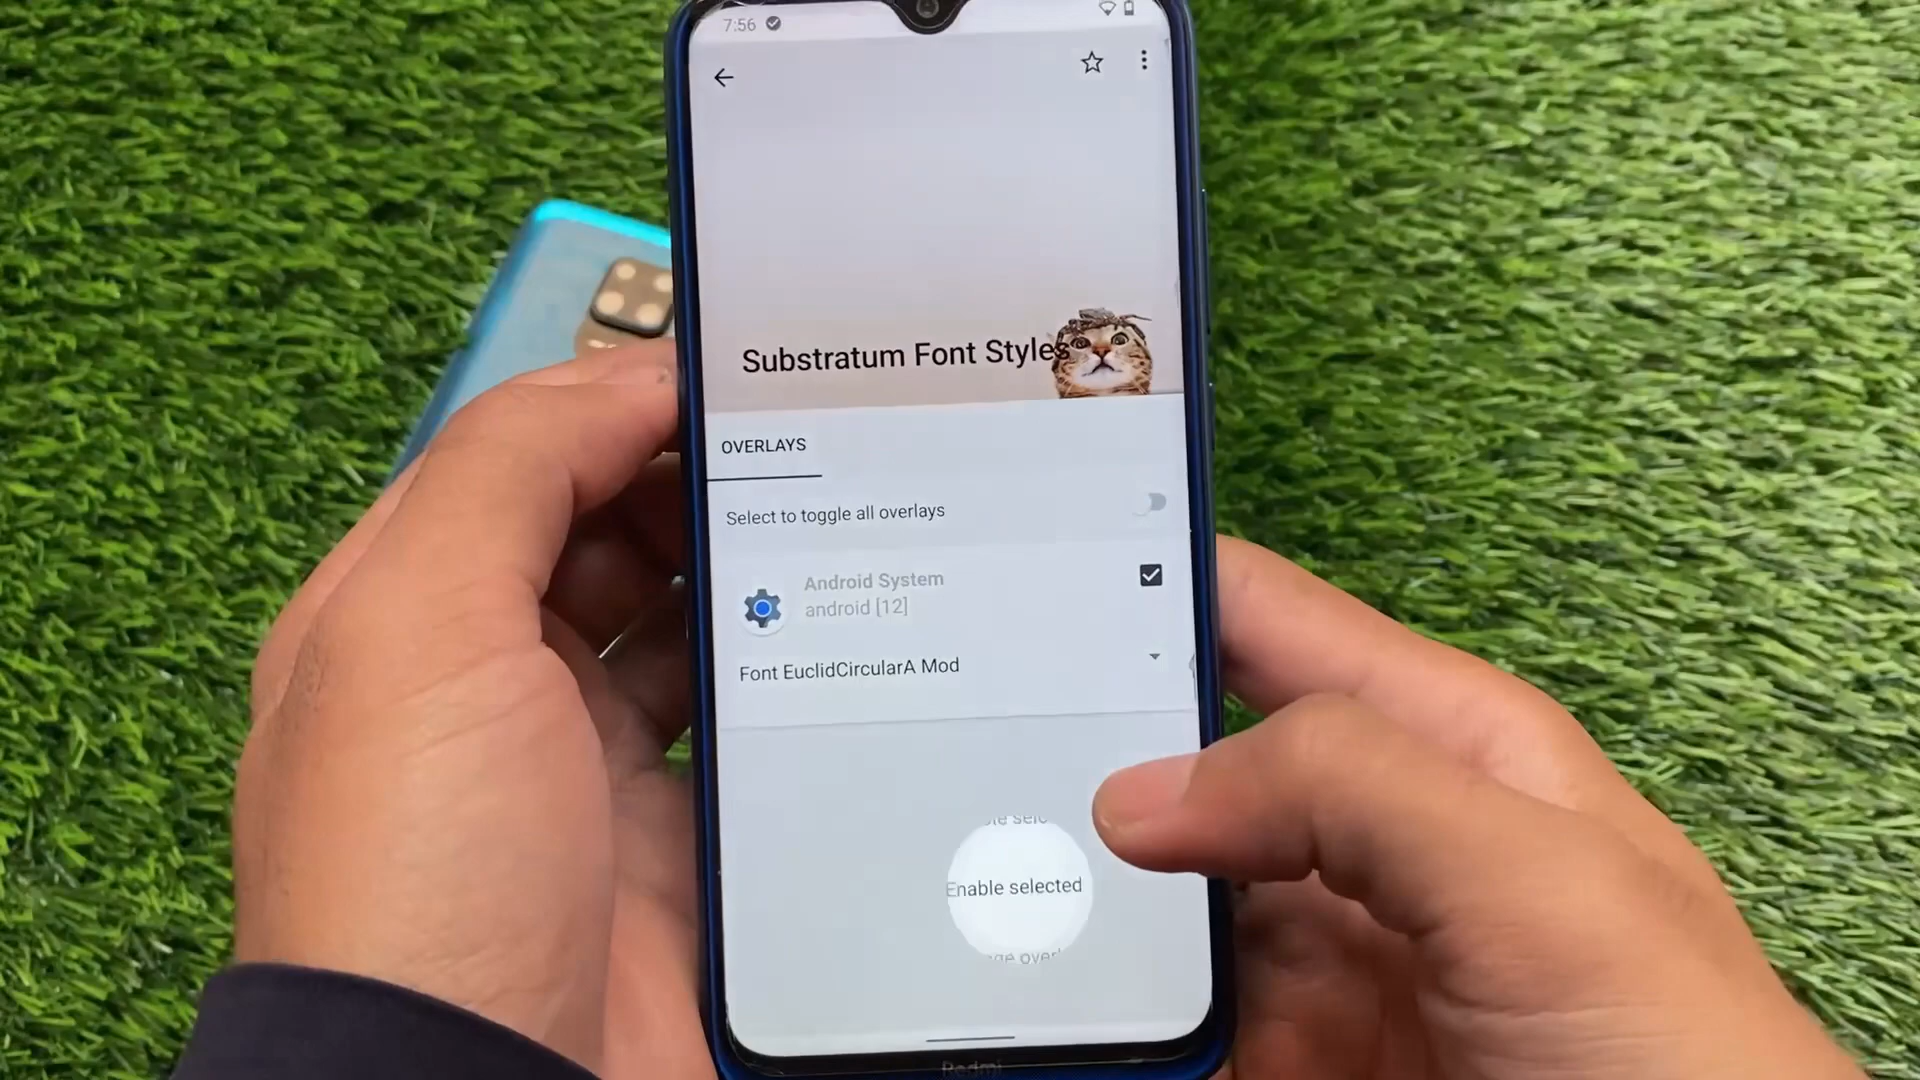 7:56
Substratum Font Styles
OVERLAYS
Select to toggle all overlays
Android System
android [12]
Font EuclidCircularA Mod
Enable selected
Redmi